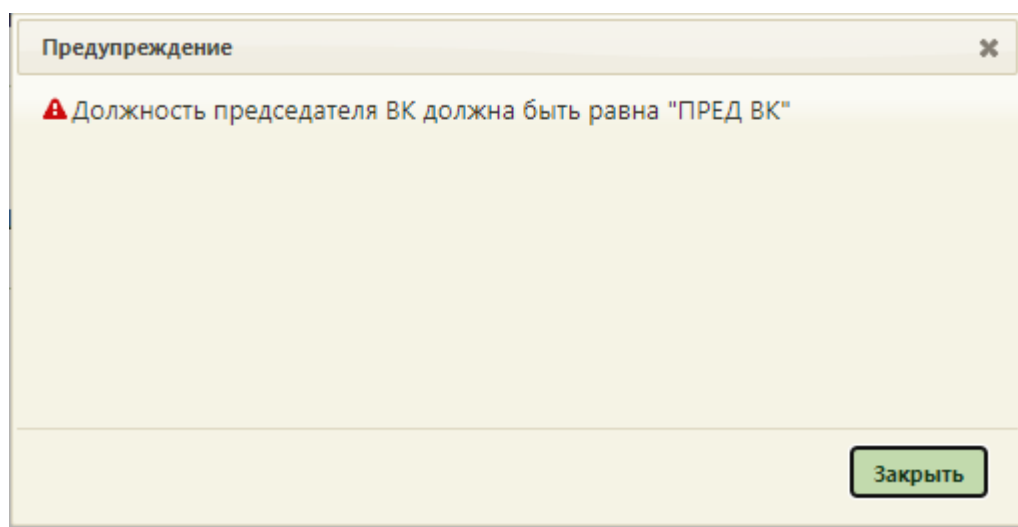 Предупреждение
Должность председателя ВК должна быть равна "ПРЕД ВК"
Закрыть